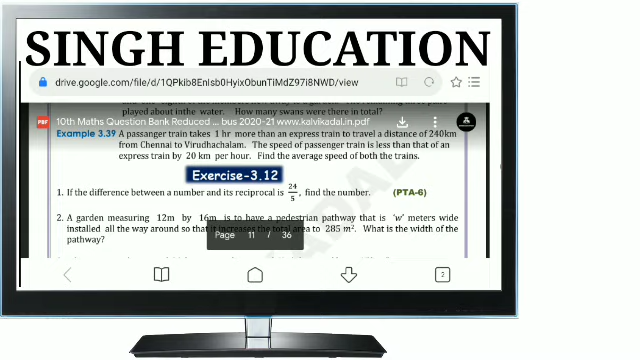 SINGH EDUCATION
drive.google.com/file/d/1QPkib8EnIsb0HyixObunTiMdZ97i8NWD/view
played about inthe water. How many swans were there in total?
PDF 10th Maths Question Bank Reduced ... bus 2020-21 www.kalvikadal.in.pdf
Example 3.39 A passenger train takes 1 hr more than an express train to travel a distance of 240km
from Chennai to Virudhachalam. The speed of passenger train is less than that of an
express train by 20 km per hour. Find the average speed of both the trains.
Exercise-3.12
1. If the difference between a number and its reciprocal is 24/5, find the number. (PTA-6)
2. A garden measuring 12m by 16m is to have a pedestrian pathway that is 'w' meters wide
installed all the way around so that it increases the total area to 285 m². What is the width of the
pathway?
Page 11 / 36
2